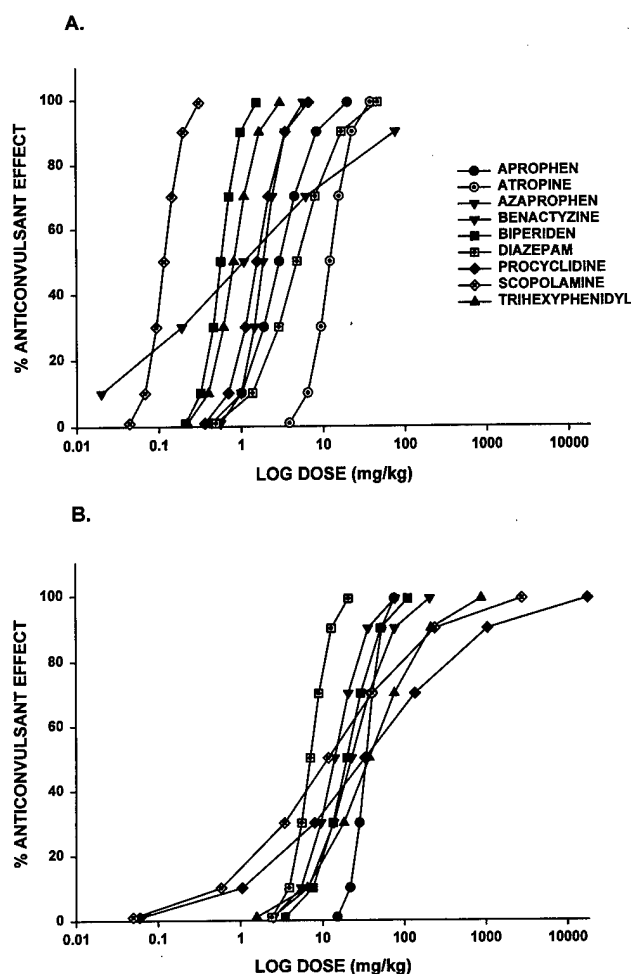 A.
% ANTICONVULSANT EFFECT
100
80
60
40
20
0
0.01
0.1
1
10
100
1000
10000
LOG DOSE (mg/kg)
APROPHEN
ATROPINE
AZAPROPHEN
BENACTYZINE
BIPERIDEN
DIAZEPAM
PROCYCLIDINE
SCOPOLAMINE
TRIHEXYPHENIDYL
B.
% ANTICONVULSANT EFFECT
100
80
60
40
20
0
0.01
0.1
1
10
100
1000
10000
LOG DOSE (mg/kg)